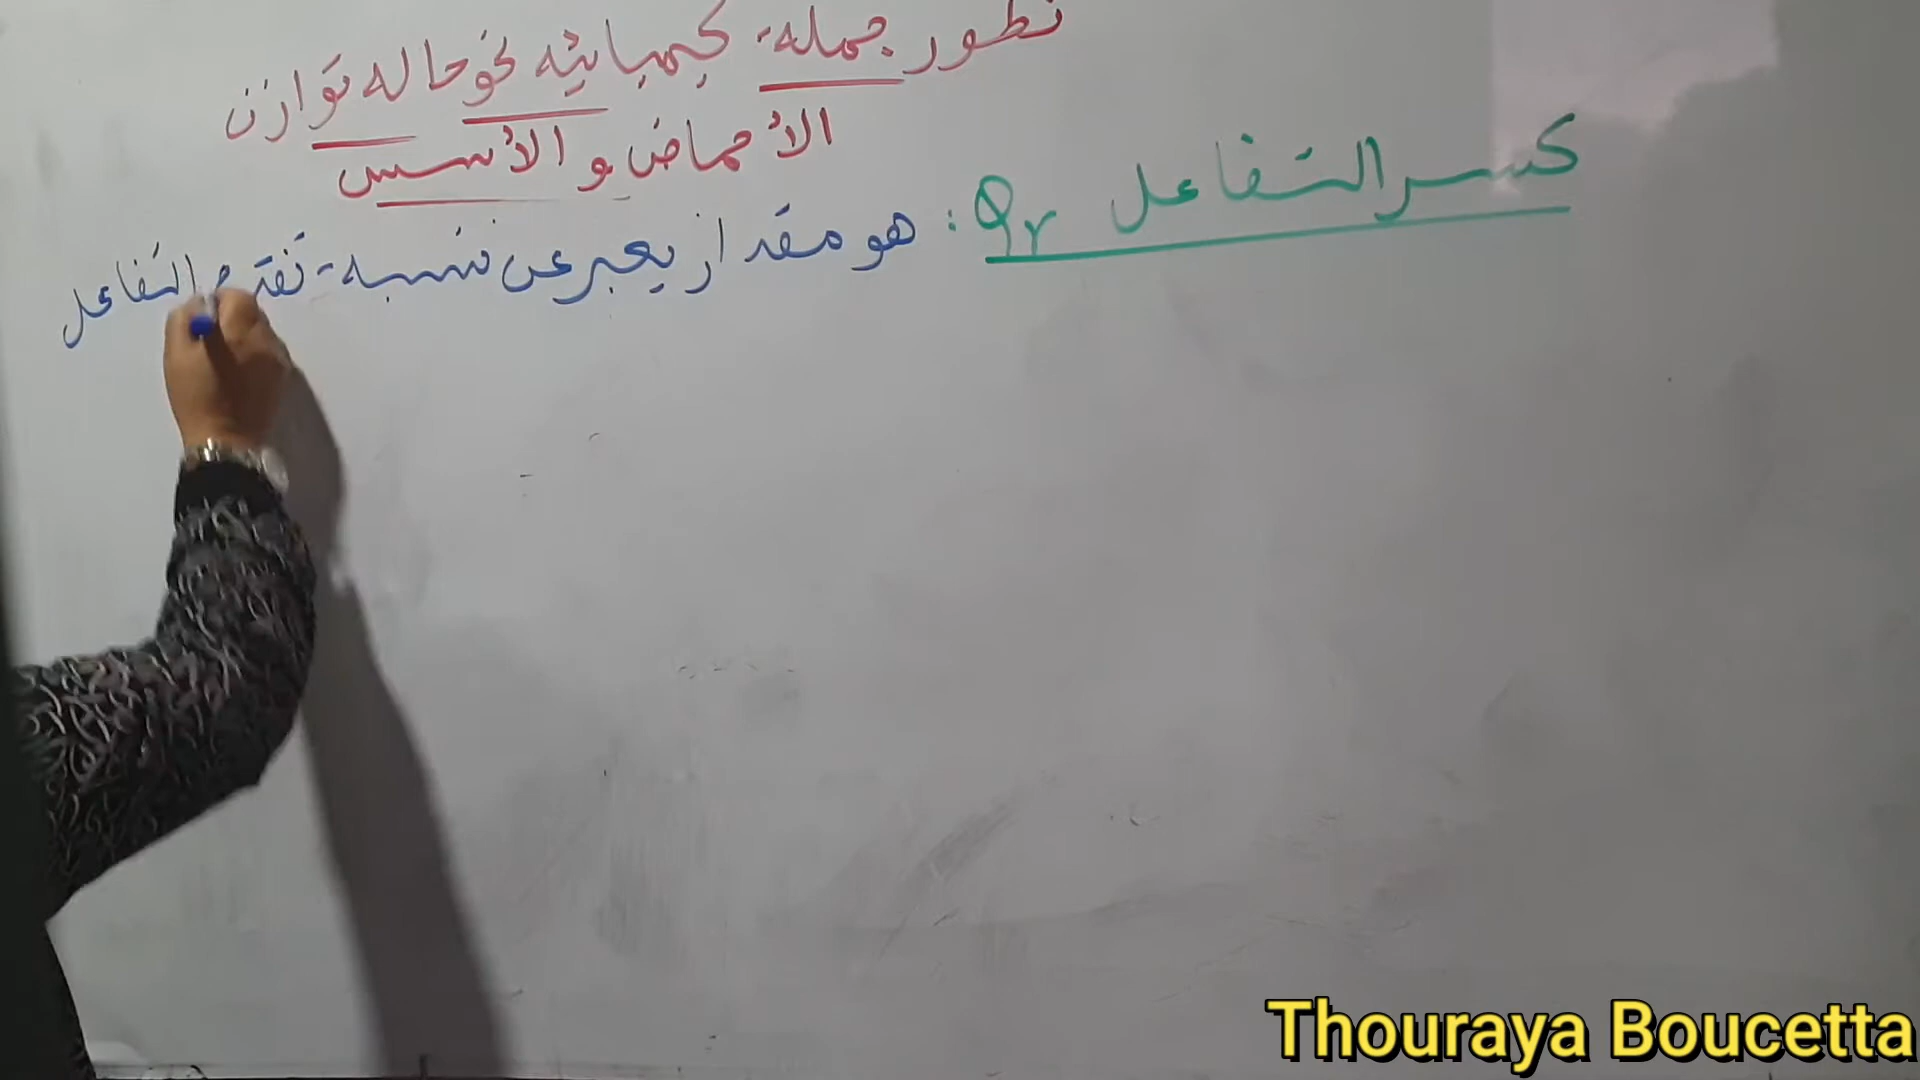 تطور جملة كيميائية نحو حالة توازن
الأحماض و الأسس
كسر التفاعل Qr : هو مقدار يعبر عن نسبة تقدم التفاعل
Thouraya Boucetta